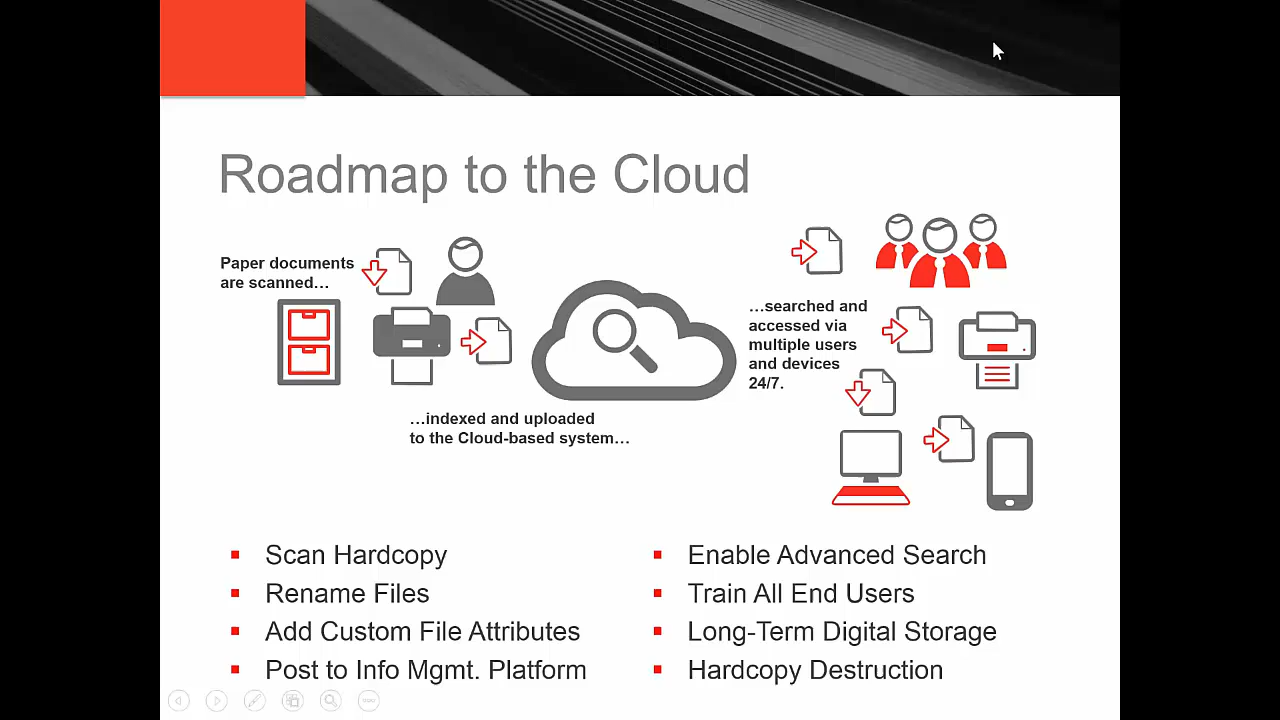 Roadmap to the Cloud
Paper documents
are scanned…
…indexed and uploaded
to the Cloud-based system…
…searched and
accessed via
multiple users
and devices
24/7.
Scan Hardcopy
Rename Files
Add Custom File Attributes
Post to Info Mgmt. Platform
Enable Advanced Search
Train All End Users
Long-Term Digital Storage
Hardcopy Destruction